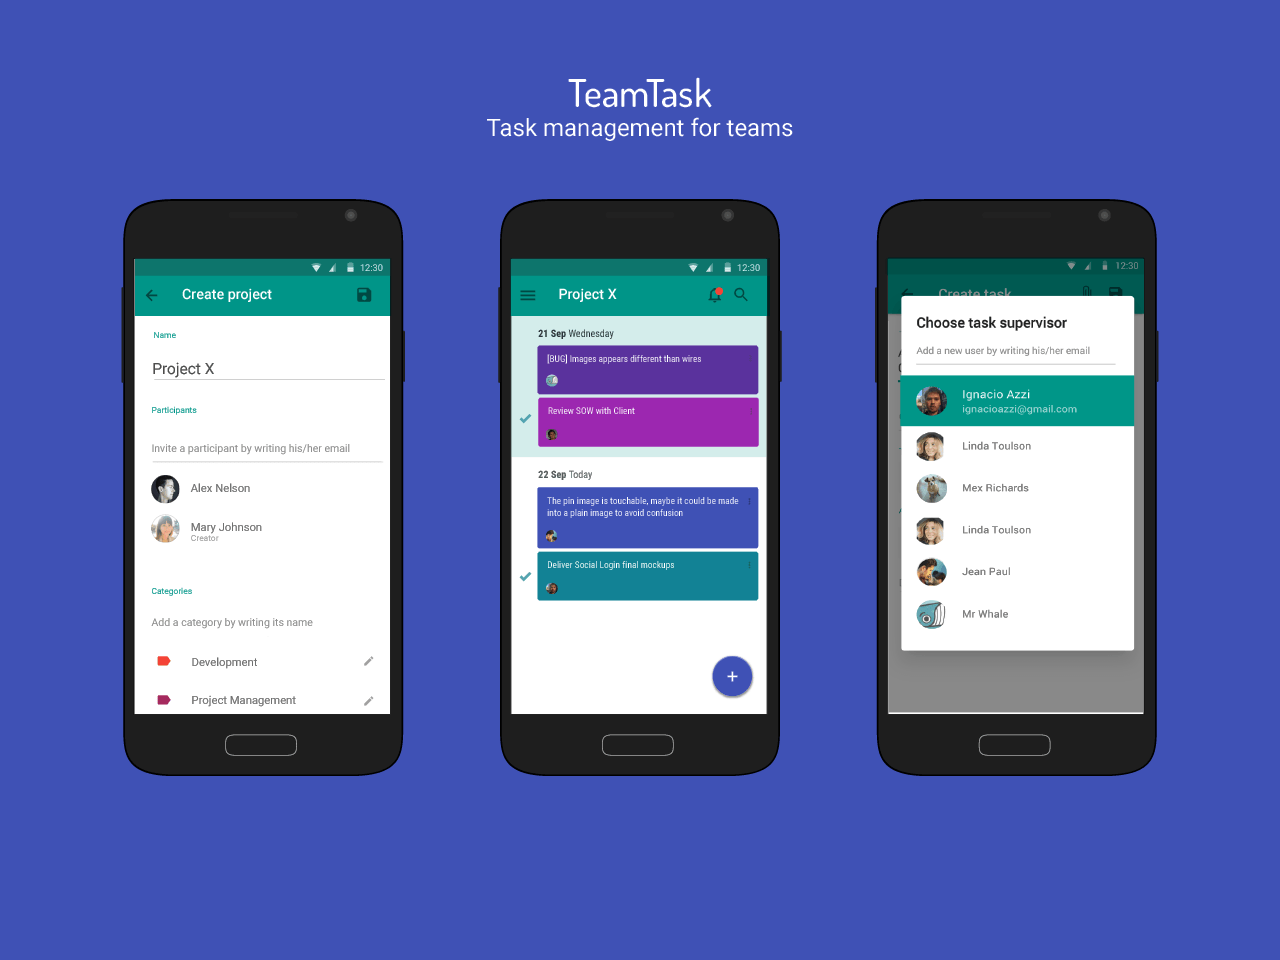 TeamTask
Task management for teams
12:30
Create project
Name
Project X
Participants
Invite a participant by writing his/her email
Alex Nelson
Mary Johnson
Creator
Categories
Add a category by writing its name
Development
Project Management
12:30
Project X
21 Sep Wednesday
[BUG] Images appears different than wires
Review SOW with Client
22 Sep Today
The pin image is touchable, maybe it could be made
into a plain image to avoid confusion
Deliver Social Login final mockups
12:30
Create task
Choose task supervisor
Add a new user by writing his/her email
Ignacio Azzi
ignacioazzi@gmail.com
Linda Toulson
Mex Richards
Linda Toulson
Jean Paul
Mr Whale